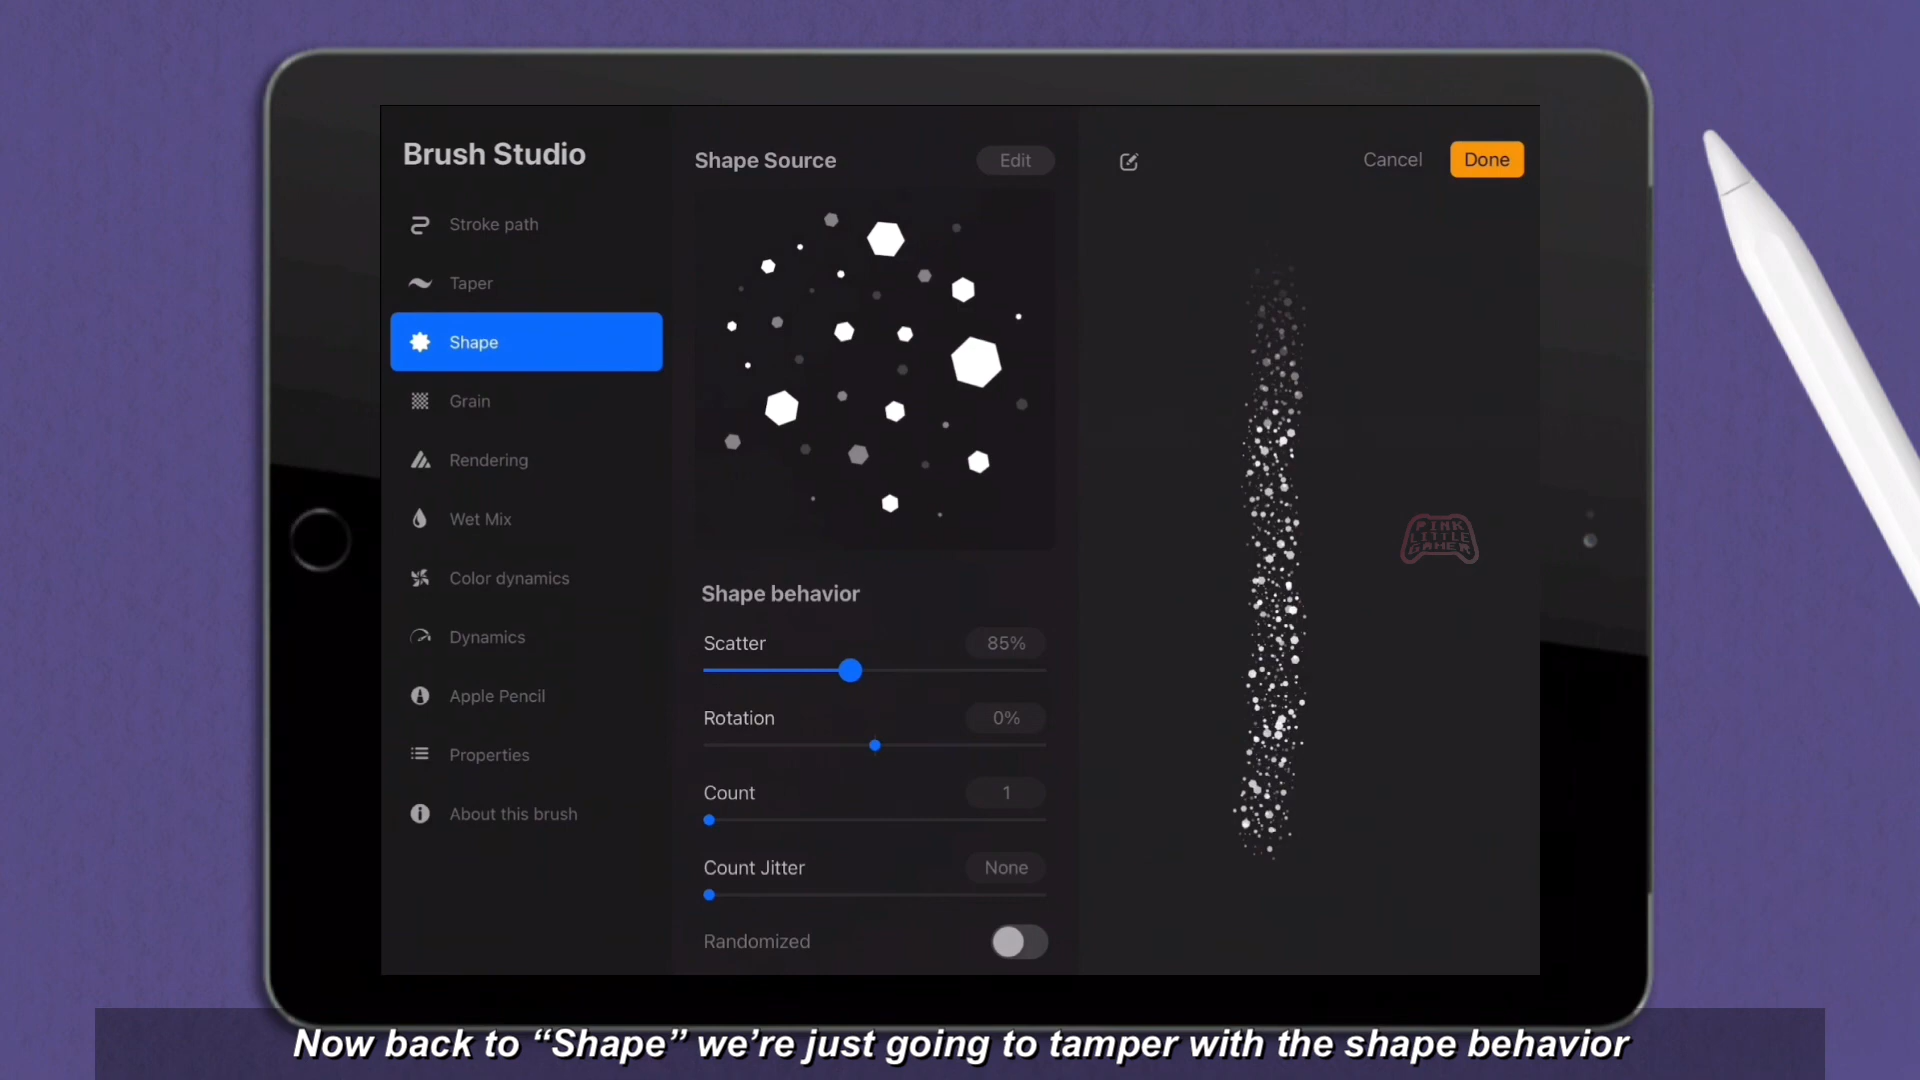 Brush Studio
Stroke path
Taper
Shape
Grain
Rendering
Wet Mix
Color dynamics
Dynamics
Apple Pencil
Properties
About this brush
Shape Source
Edit
Shape behavior
Scatter
85%
Rotation
0%
Count
1
Count Jitter
None
Randomized
Cancel
Done
PINK
LITTLE
GAMER
Now back to “Shape” we’re just going to tamper with the shape behavior